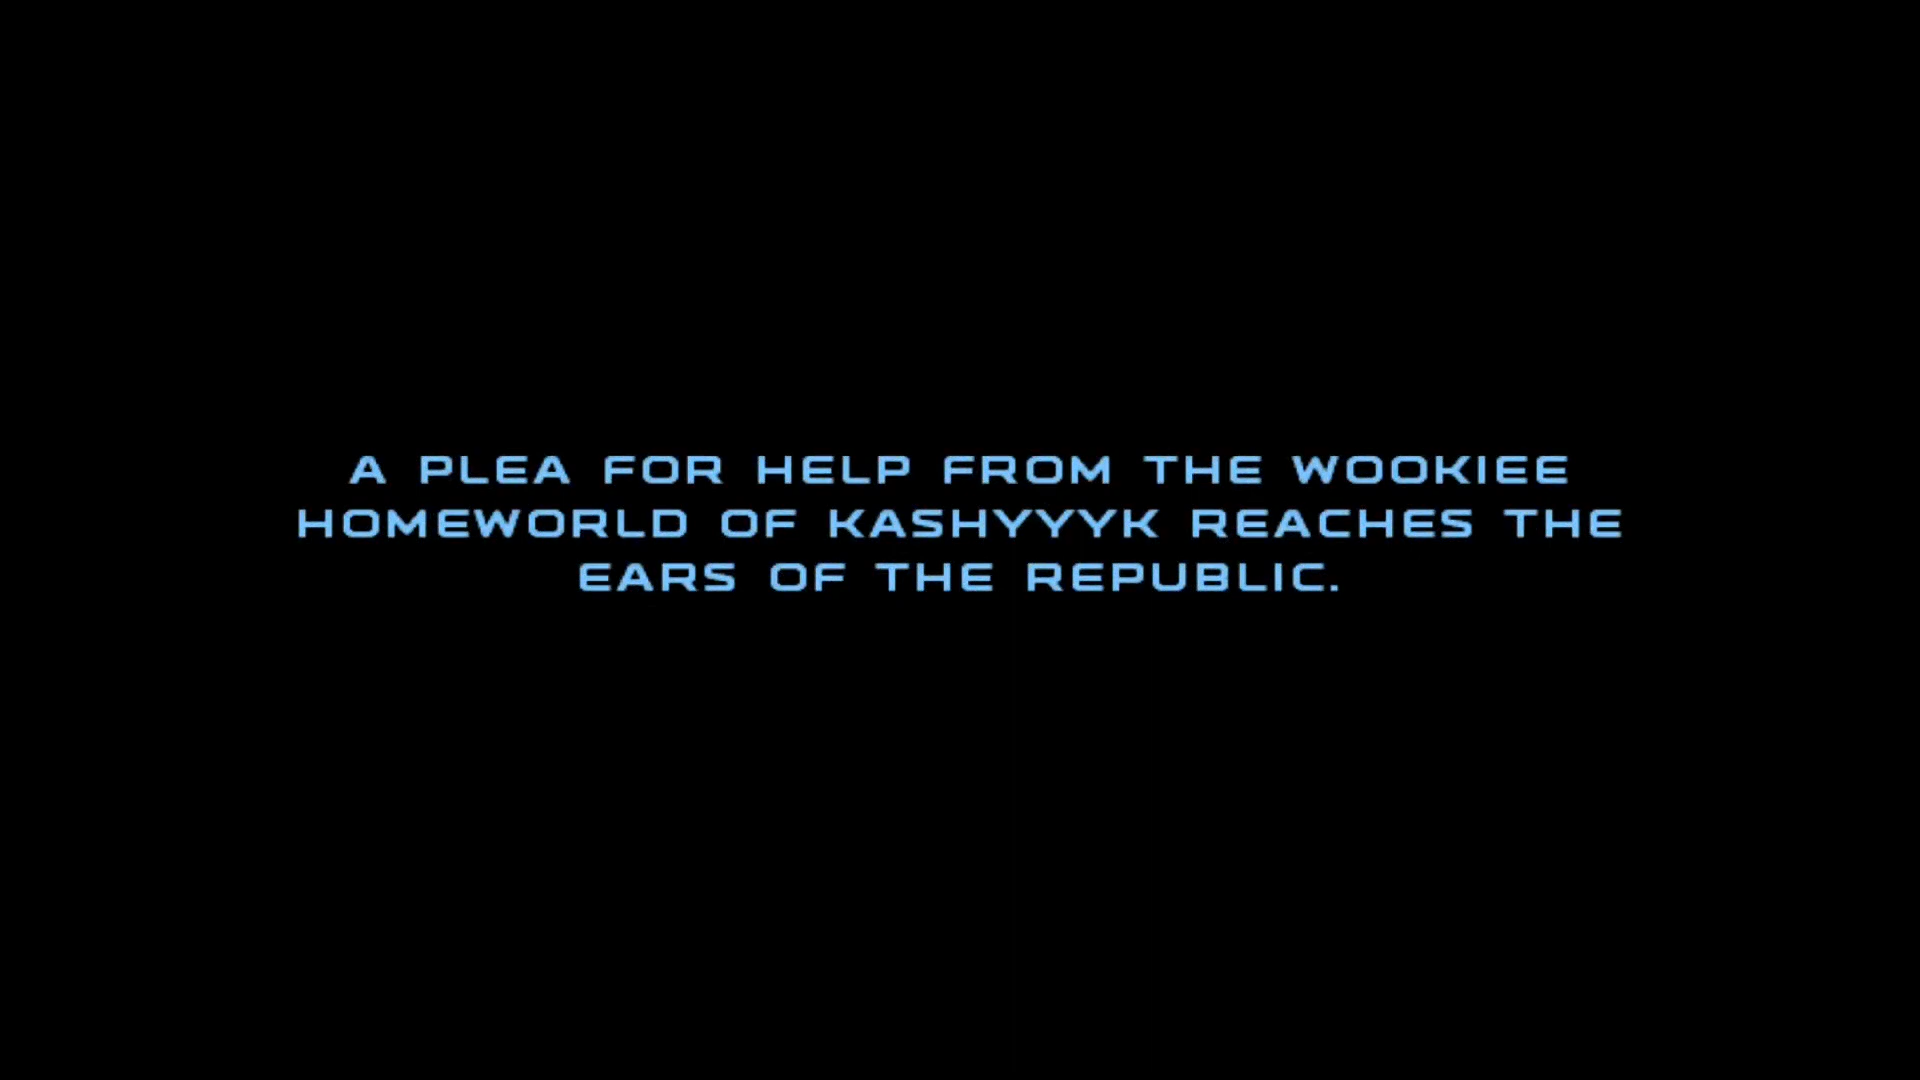 A PLEA FOR HELP FROM THE WOOKIEE
HOMEWORLD OF KASHYYYK REACHES THE
EARS OF THE REPUBLIC.